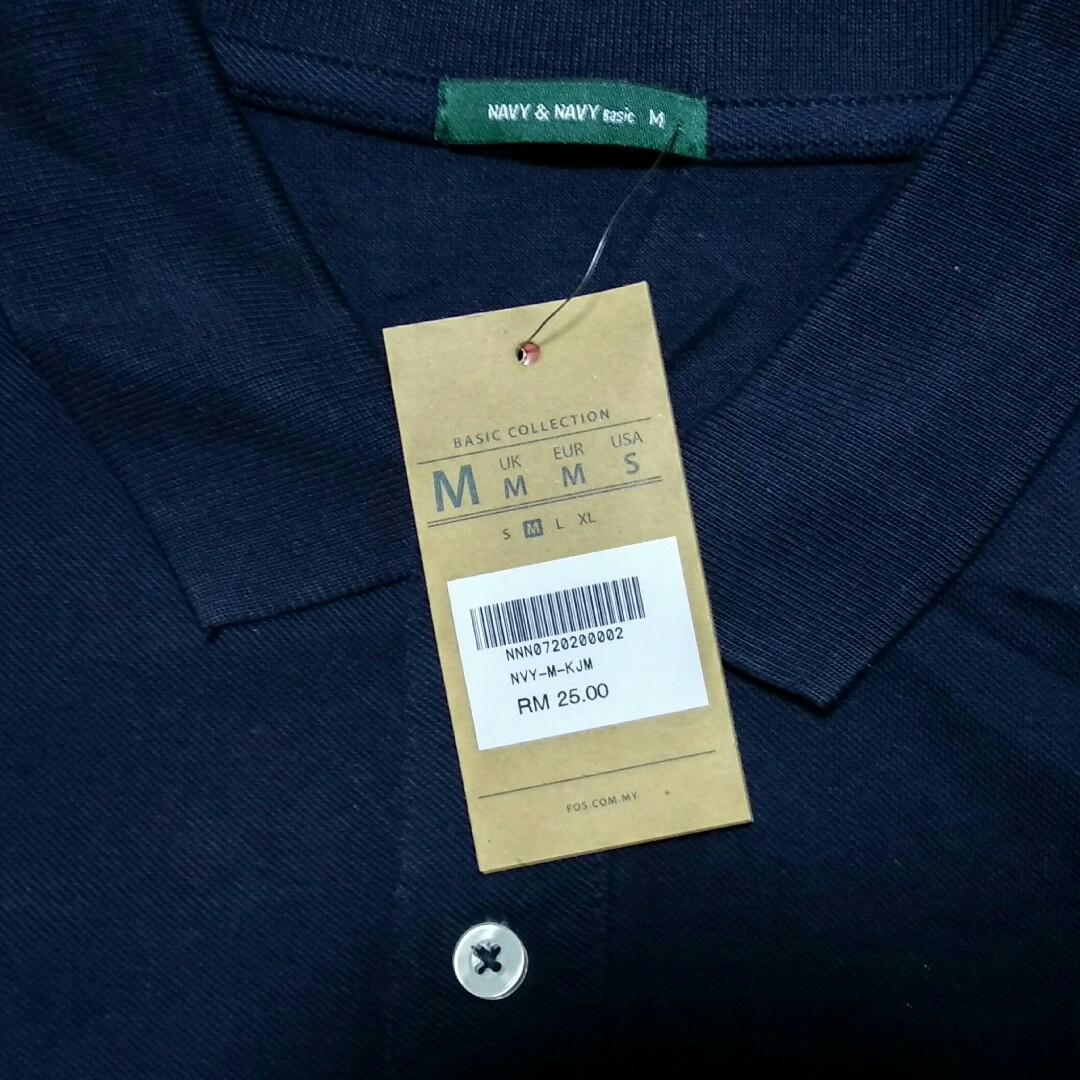 NAVY & NAVY Basic M
BASIC COLLECTION
M UK EUR USA
M M S
S M L XL
NNN0720200002
NVY-M-KJM
RM 25.00
FOS.COM.MY